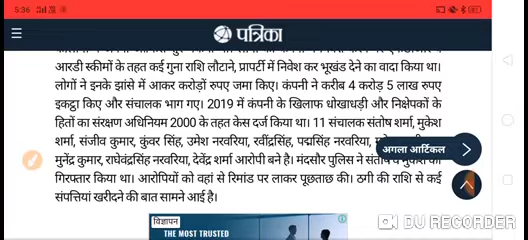 5:36
पत्रिका
आरडी स्कीमों के तहत कई गुना राशि लौटाने, प्रापर्टी में निवेश कर भूखंड देने का वादा किया था।
लोगों ने इनके झांसे में आकर करोड़ों रुपए जमा किए। कंपनी ने करीब 4 करोड़ 5 लाख रुपए
इकट्ठा किए और संचालक भाग गए। 2019 में कंपनी के खिलाफ धोखाधड़ी और निक्षेपकों के
हितों का संरक्षण अधिनियम 2000 के तहत केस दर्ज किया था। 11 संचालक संतोष शर्मा, मुकेश
शर्मा, संजीव कुमार, कुंवर सिंह, उमेश नरवरिया, रवींद्रसिंह, पद्मसिंह नरवरिया,
अगला आर्टिकल
मुनेंद्र कुमार, राघवेंद्रसिंह नरवरिया, देवेंद्र शर्मा आरोपी बने है। मंदसौर पुलिस ने संतोष व मुकेश को
गिरफ्तार किया था। आरोपियों को वहां से रिमांड पर लाकर पूछताछ की। ठगी की राशि से कई
संपत्तियां खरीदने की बात सामने आई है।
विज्ञापन
THE MOST TRUSTED
DU RECORDER